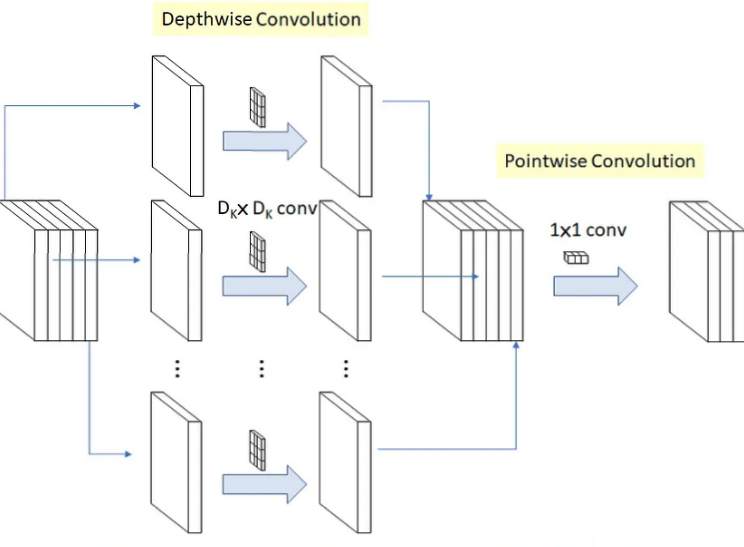 Depthwise Convolution
Pointwise Convolution
Dₖx Dₖ conv
1x1 conv